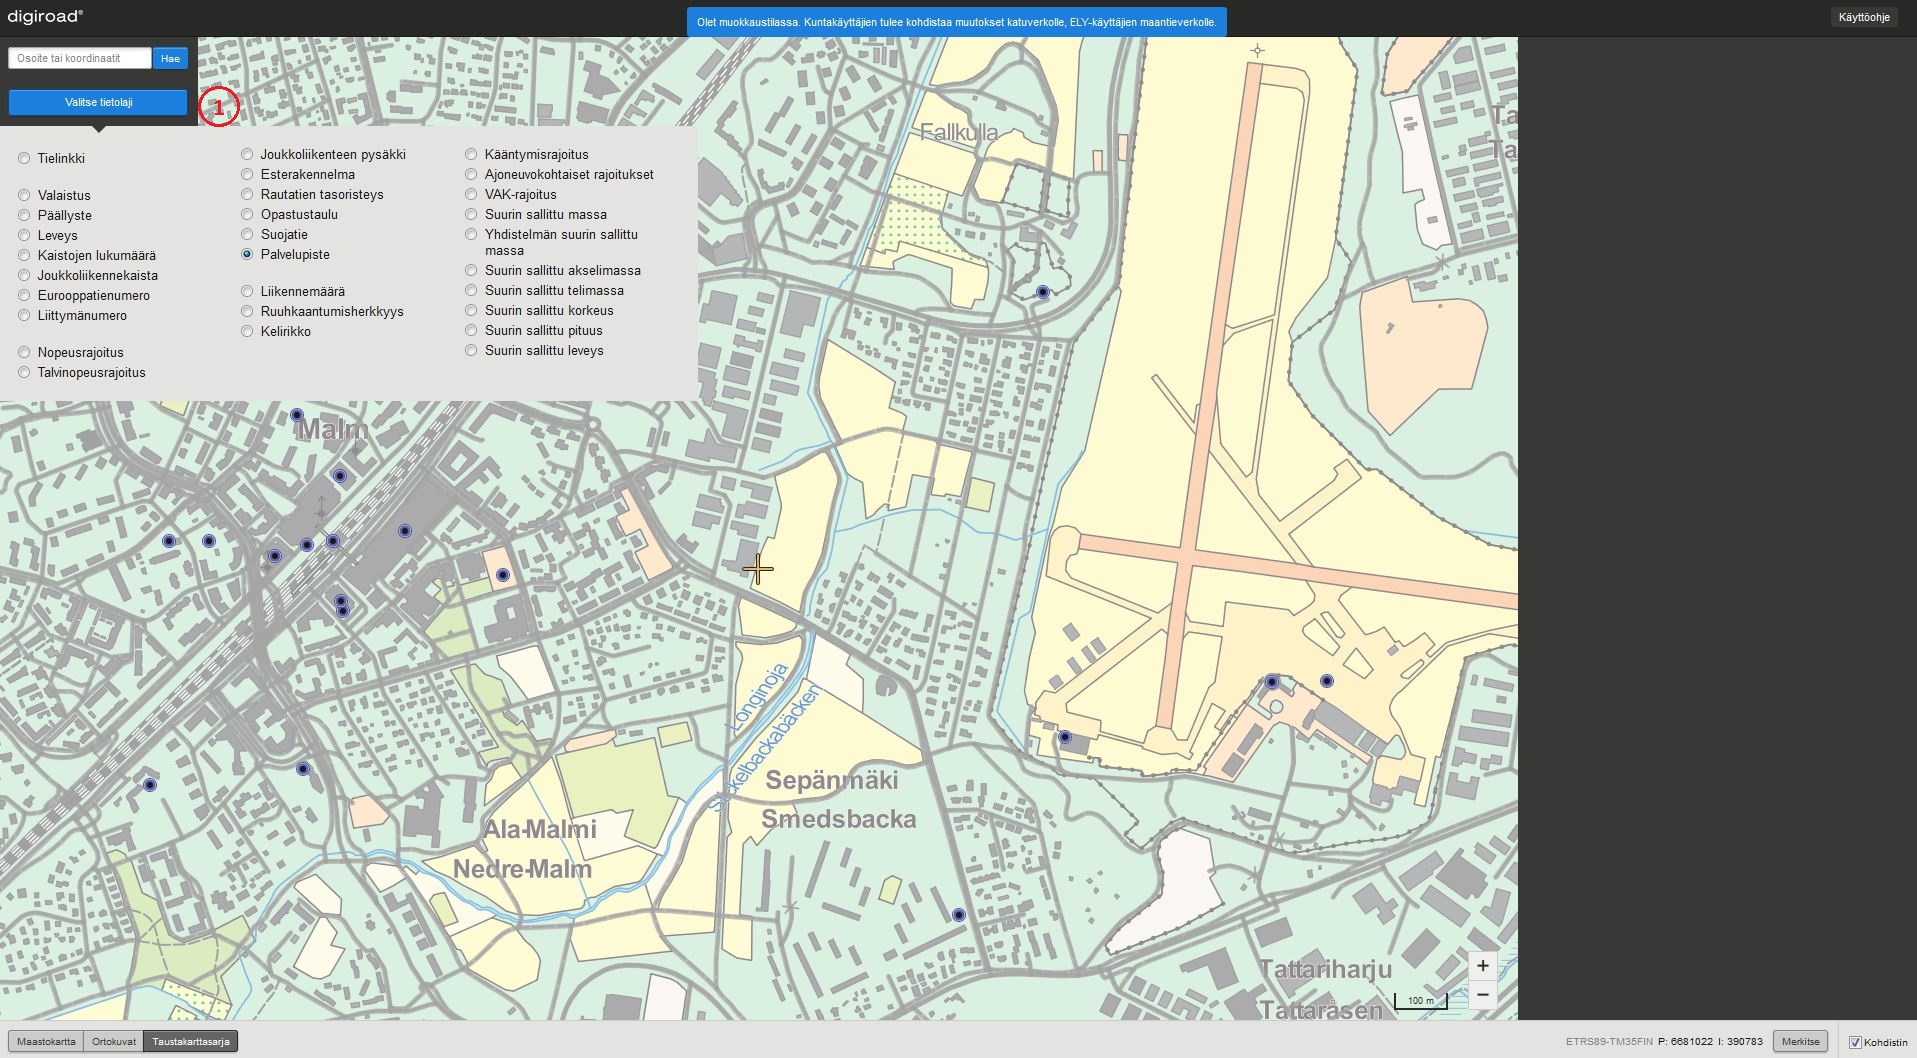 digiroad®
Olet muokkaustilassa. Kuntakäyttäjien tulee kohdistaa muutokset katuverkolle, ELY-käyttäjien maantieverkolle.
Käyttöohje
Osoite tai koordinaatit
Hae
Valitse tietolaji
1
Tielinkki
Valaistus
Päällyste
Leveys
Kaistojen lukumäärä
Joukkoliikennekaista
Eurooppatienumero
Liittymänumero
Nopeusrajoitus
Talvinopeusrajoitus
Joukkoliikenteen pysäkki
Esterakennelma
Rautatien tasoristeys
Opastustaulu
Suojatie
Palvelupiste
Liikennemäärä
Ruuhkaantumisherkkyys
Kelirikko
Kääntymisrajoitus
Ajoneuvokohtaiset rajoitukset
VAK-rajoitus
Suurin sallittu massa
Yhdistelmän suurin sallittu
massa
Suurin sallittu akselimassa
Suurin sallittu telimassa
Suurin sallittu korkeus
Suurin sallittu pituus
Suurin sallittu leveys
Fallkulla
Ta
Ta
Malm
Longinoja
Stickelbackabäcken
Sepänmäki
Smedsbacka
Ala-Malmi
Nedre-Malm
Tattariharju
Tattaråsen
+
−
100 m
Maastokartta
Ortokuvat
Taustakarttasarja
ETRS89-TM35FIN P: 6681022 I: 390783
Merkitse
Kohdistin